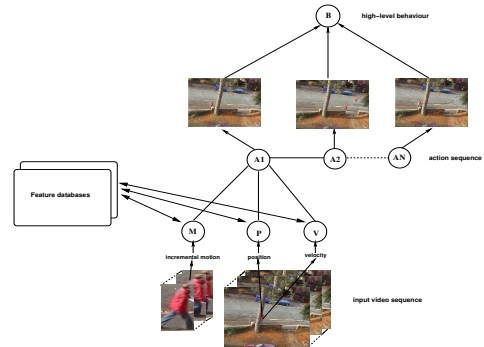 B
high-level behaviour
A1
A2
AN
action sequence
Feature databases
M
P
V
incremental motion
position
velocity
input video sequence